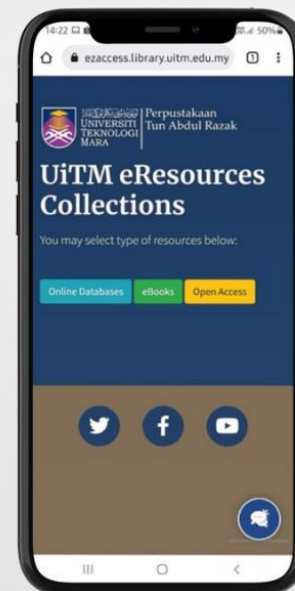 14:22
50%
ezaccess.library.uitm.edu.my
1
UNIVERSITI
TEKNOLOGI
MARA
Perpustakaan
Tun Abdul Razak
UiTM eResources
Collections
You may select type of resources below:
Online Databases
eBooks
Open Access